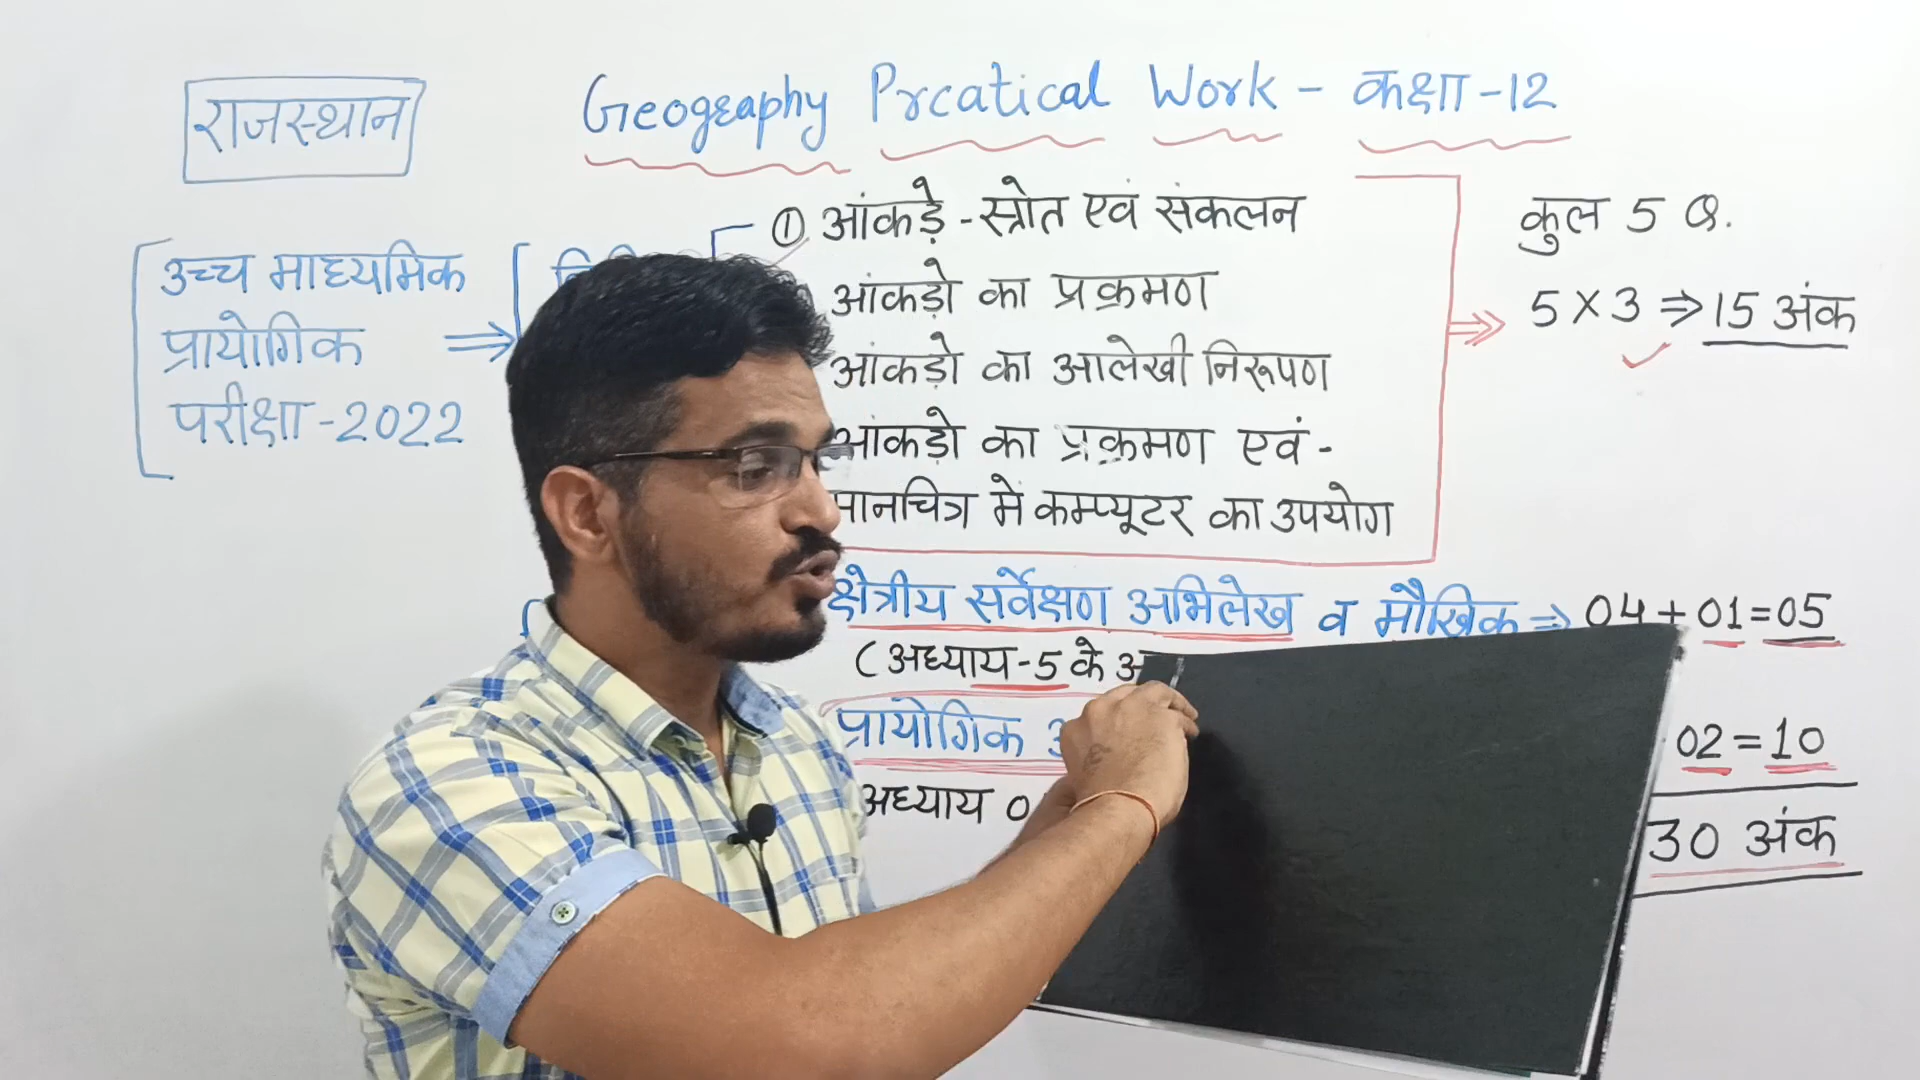 राजस्थान
Geography Prcatical Work - कक्षा -12
उच्च माध्यमिक
प्रायोगिक
परीक्षा-2022
⇒
① आंकड़े - स्त्रोत एवं संकलन
आंकड़ो का प्रक्रमण
आंकड़ो का आलेखी निरूपण
आंकड़ो का प्रक्रमण एवं -
मानचित्र में कम्प्यूटर का उपयोग
कुल 5 Q.
5 × 3 ⇒ 15 अंक
क्षेत्रीय सर्वेक्षण अभिलेख व मौखिक ⇒ 04 + 01 = 05
(अध्याय-5 के
प्रायोगिक
02 = 10
अध्याय 0
30 अंक